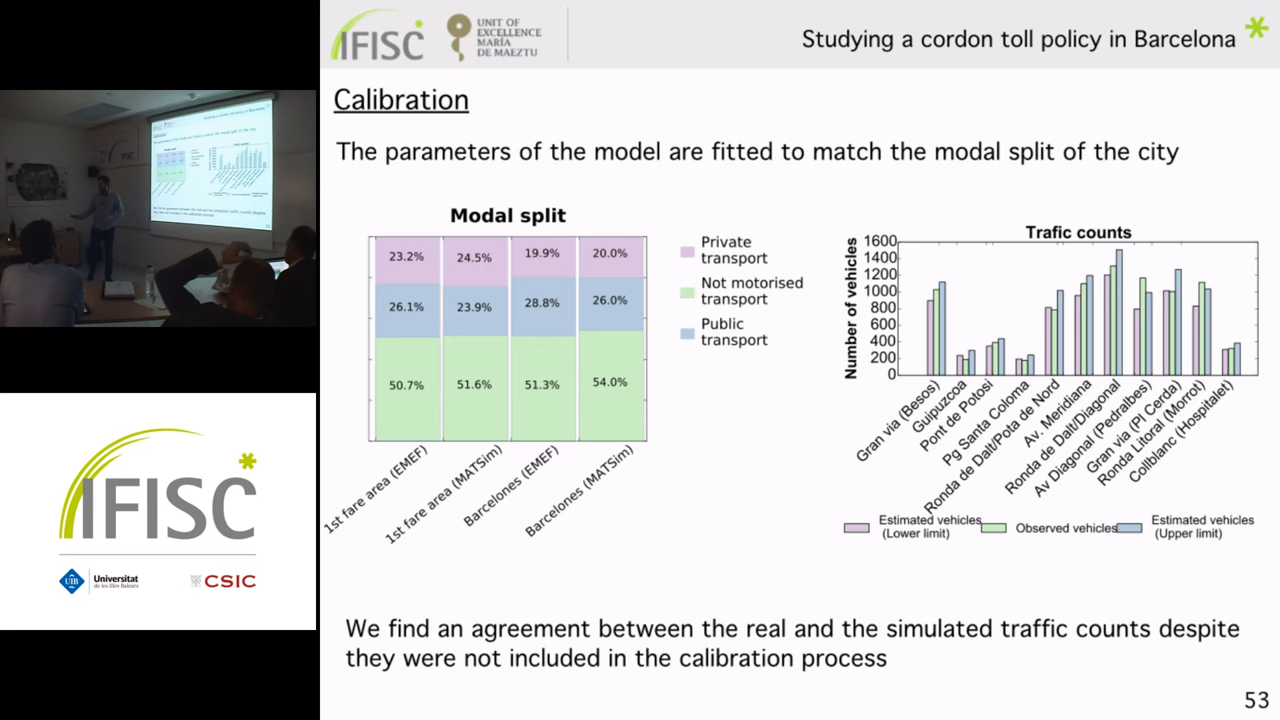 IFISC
UNIT OF
EXCELLENCE
MARÍA
DE MAEZTU
Studying a cordon toll policy in Barcelona
Calibration
The parameters of the model are fitted to match the modal split of the city
Modal split
23.2%
24.5%
19.9%
20.0%
26.1%
23.9%
28.8%
26.0%
50.7%
51.6%
51.3%
54.0%
1st fare area (EMEF)
1st fare area (MATSim)
Barcelones (EMEF)
Barcelones (MATSim)
Private
transport
Not motorised
transport
Public
transport
Trafic counts
Number of vehicles
1600
1400
1200
1000
800
600
400
200
0
Gran via (Besos)
Guipuzcoa
Pont de Potosi
Pg Santa Coloma
Ronda de Dalt/Pota de Nord
Av. Meridiana
Ronda de Dalt/Diagonal
Av Diagonal (Pedralbes)
Gran via (Pl Cerda)
Ronda Litoral (Morrot)
Collblanc (Hospitalet)
Estimated vehicles
(Lower limit)
Observed vehicles
Estimated vehicles
(Upper limit)
We find an agreement between the real and the simulated traffic counts despite
they were not included in the calibration process
53
IFISC
UIB
Universitat
de les Illes Balears
CSIC